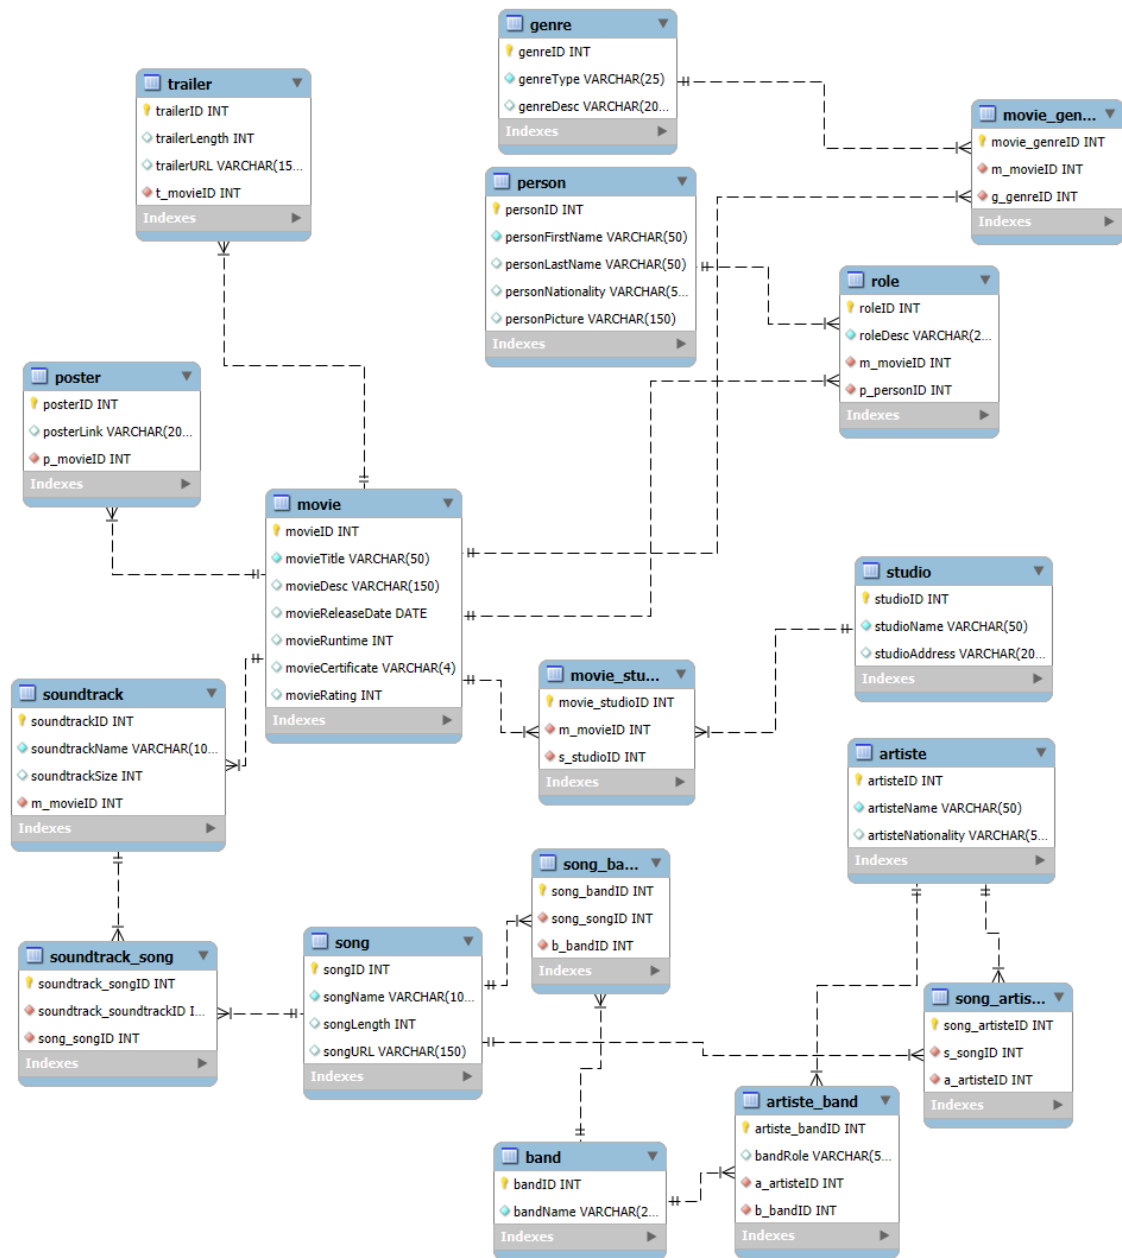 genre
genreID INT
genreType VARCHAR(25)
genreDesc VARCHAR(20...
Indexes
trailer
trailerID INT
trailerLength INT
trailerURL VARCHAR(15...
t_movieID INT
Indexes
movie_gen...
movie_genreID INT
m_movieID INT
g_genreID INT
Indexes
person
personID INT
personFirstName VARCHAR(50)
personLastName VARCHAR(50)
personNationality VARCHAR(5...
personPicture VARCHAR(150)
Indexes
role
roleID INT
roleDesc VARCHAR(2...
m_movieID INT
p_personID INT
Indexes
poster
posterID INT
posterLink VARCHAR(20...
p_movieID INT
Indexes
movie
movieID INT
movieTitle VARCHAR(50)
movieDesc VARCHAR(150)
movieReleaseDate DATE
movieRuntime INT
movieCertificate VARCHAR(4)
movieRating INT
Indexes
studio
studioID INT
studioName VARCHAR(50)
studioAddress VARCHAR(20...
Indexes
movie_stu...
movie_studioID INT
m_movieID INT
s_studioID INT
Indexes
soundtrack
soundtrackID INT
soundtrackName VARCHAR(10...
soundtrackSize INT
m_movieID INT
Indexes
artiste
artisteID INT
artisteName VARCHAR(50)
artisteNationality VARCHAR(5...
Indexes
song_ba...
song_bandID INT
song_songID INT
b_bandID INT
Indexes
soundtrack_song
soundtrack_songID INT
soundtrack_soundtrackID I...
song_songID INT
Indexes
song
songID INT
songName VARCHAR(10...
songLength INT
songURL VARCHAR(150)
Indexes
song_artis...
song_artisteID INT
s_songID INT
a_artisteID INT
Indexes
artiste_band
artiste_bandID INT
bandRole VARCHAR(5...
a_artisteID INT
b_bandID INT
Indexes
band
bandID INT
bandName VARCHAR(2...
Indexes